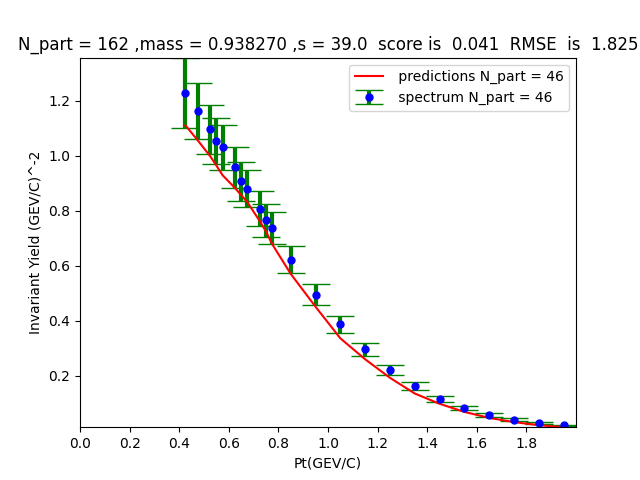 N_part = 162 ,mass = 0.938270 ,s = 39.0  score is  0.041  RMSE  is  1.825
predictions N_part = 46
spectrum N_part = 46
Invariant Yield (GEV/C)^-2
1.2
1.0
0.8
0.6
0.4
0.2
0.0 0.2 0.4 0.6 0.8 1.0 1.2 1.4 1.6 1.8
Pt(GEV/C)